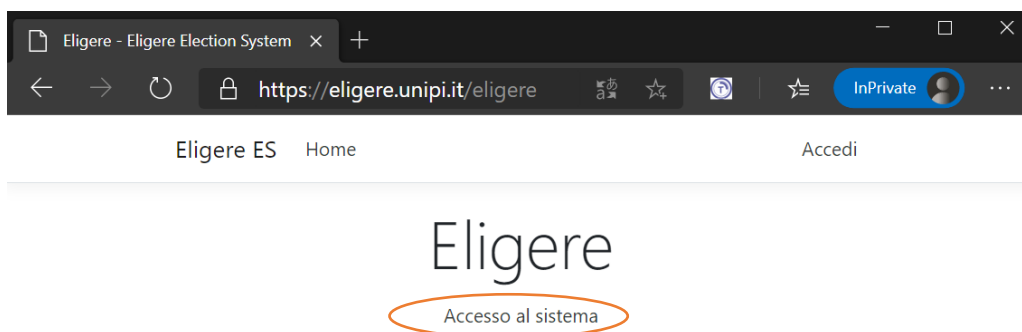 Eligere - Eligere Election System
https://eligere.unipi.it/eligere
InPrivate
Eligere ES Home Accedi
Eligere
Accesso al sistema